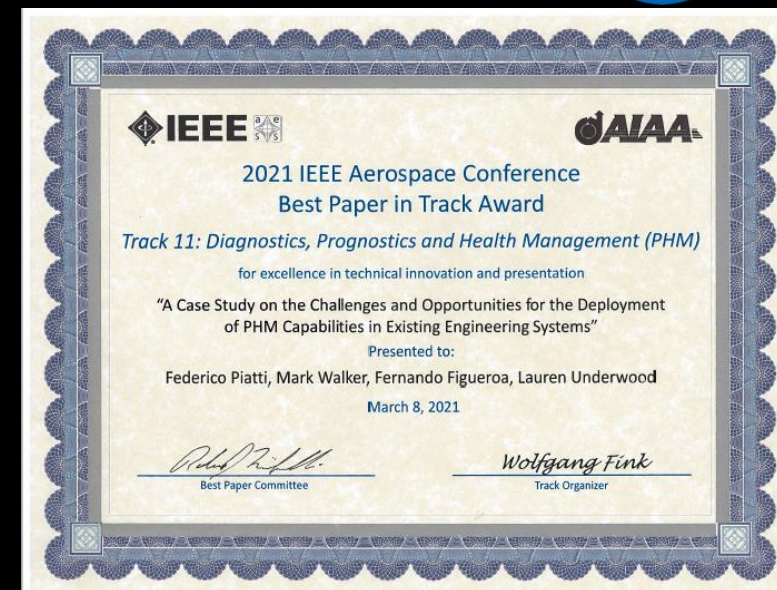 IEEE a e s s
AIAA
2021 IEEE Aerospace Conference
Best Paper in Track Award
Track 11: Diagnostics, Prognostics and Health Management (PHM)
for excellence in technical innovation and presentation
“A Case Study on the Challenges and Opportunities for the Deployment
of PHM Capabilities in Existing Engineering Systems”
Presented to:
Federico Piatti, Mark Walker, Fernando Figueroa, Lauren Underwood
March 8, 2021
Wolfgang Fink
Best Paper Committee
Track Organizer